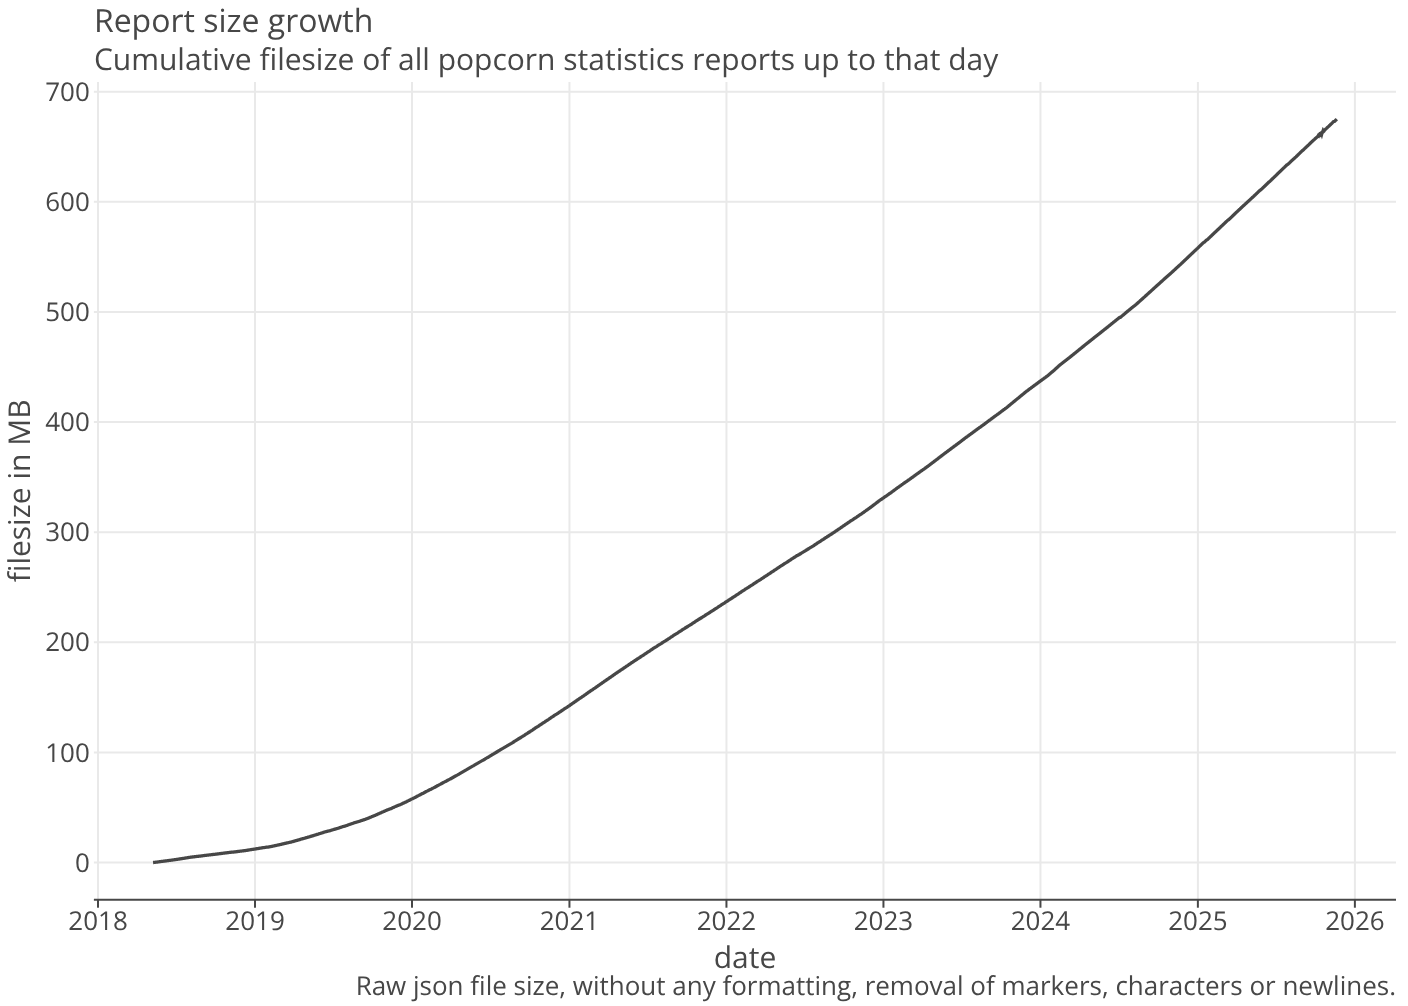 Report size growth
Cumulative filesize of all popcorn statistics reports up to that day
700
600
500
400
300
200
100
0
filesize in MB
2018 2019 2020 2021 2022 2023 2024 2025 2026
date
Raw json file size, without any formatting, removal of markers, characters or newlines.